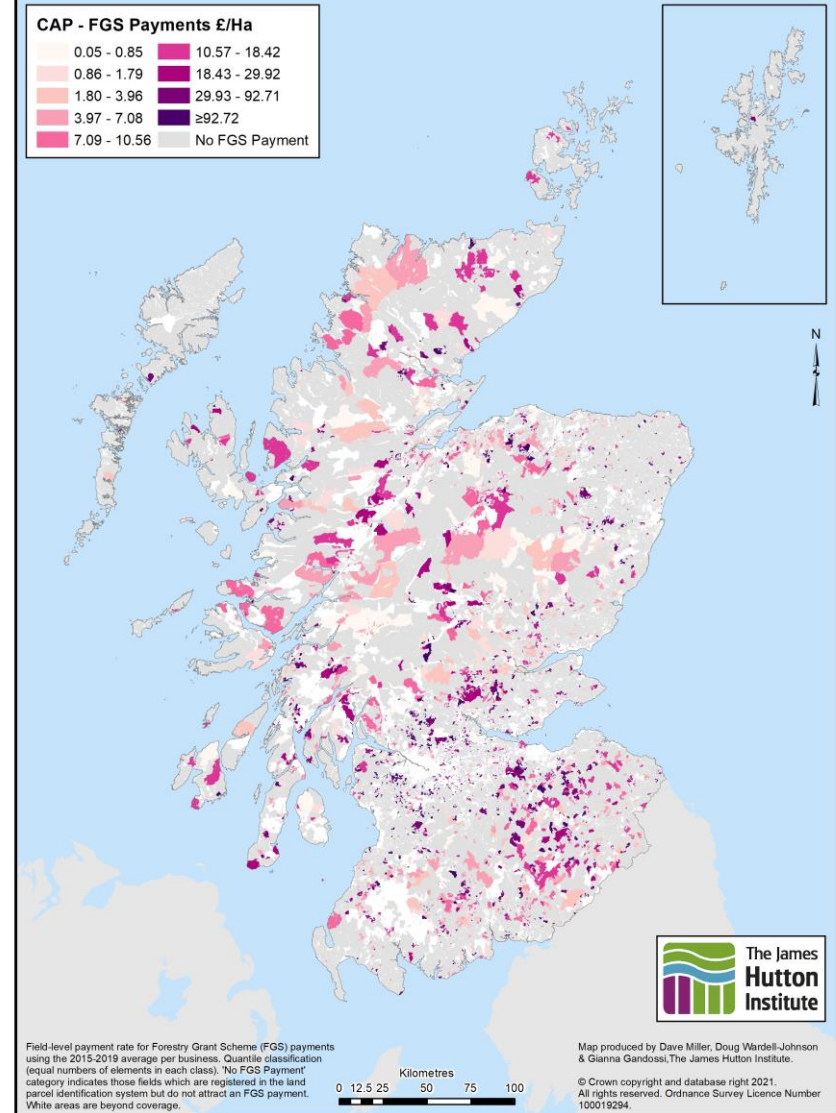 CAP - FGS Payments £/Ha
0.05 - 0.85
0.86 - 1.79
1.80 - 3.96
3.97 - 7.08
7.09 - 10.56
10.57 - 18.42
18.43 - 29.92
29.93 - 92.71
≥92.72
No FGS Payment
N
The James
Hutton
Institute
Field-level payment rate for Forestry Grant Scheme (FGS) payments
using the 2015-2019 average per business. Quantile classification
(equal numbers of elements in each class). 'No FGS Payment'
category indicates those fields which are registered in the land
parcel identification system but do not attract an FGS payment.
White areas are beyond coverage.
Kilometres
0 12.5 25 50 75 100
Map produced by Dave Miller, Doug Wardell-Johnson
& Gianna Gandossi,The James Hutton Institute.
© Crown copyright and database right 2021.
All rights reserved. Ordnance Survey Licence Number
100019294.